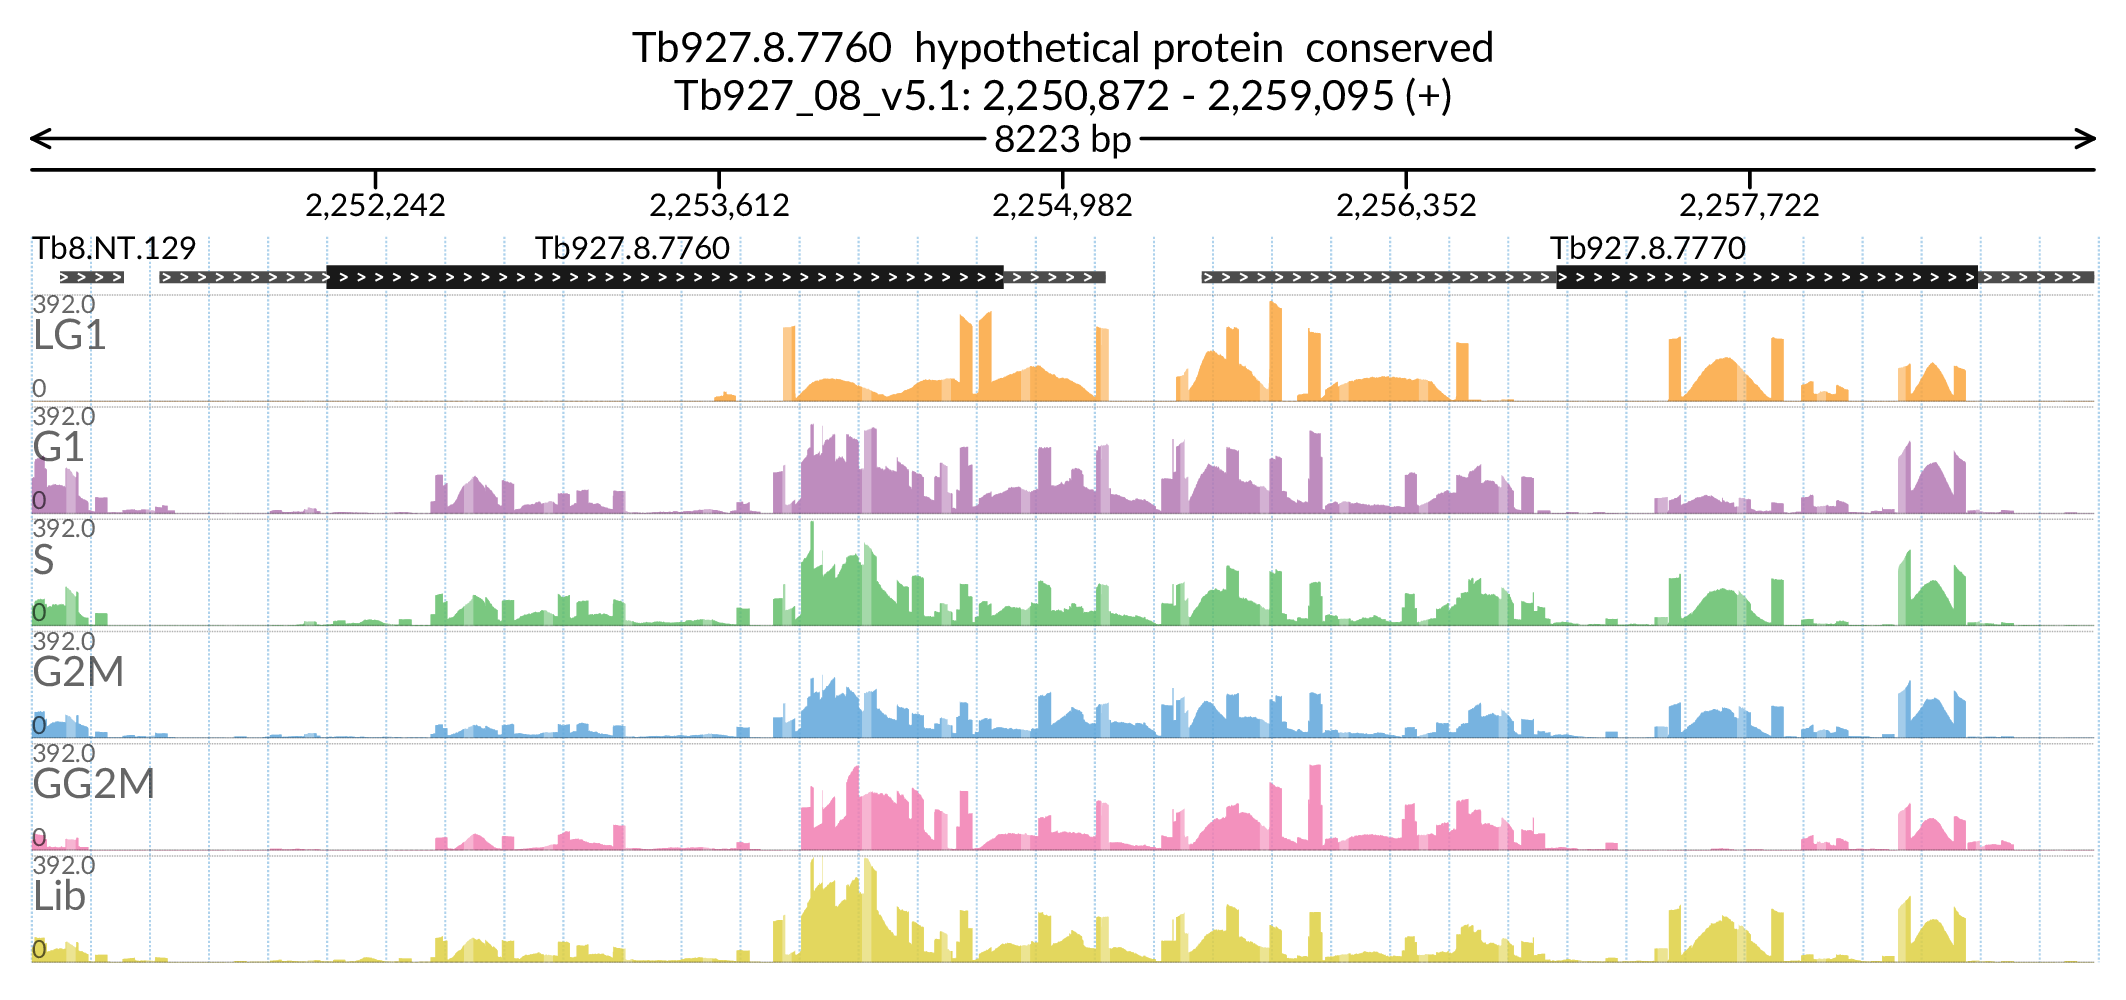 Tb927.8.7760 hypothetical protein conserved
Tb927_08_v5.1: 2,250,872 - 2,259,095 (+)
8223 bp
2,252,242 2,253,612 2,254,982 2,256,352 2,257,722
Tb8.NT.129 Tb927.8.7760 Tb927.8.7770
392.0
LG1
0
392.0
G1
0
392.0
S
0
392.0
G2M
0
392.0
GG2M
0
392.0
Lib
0